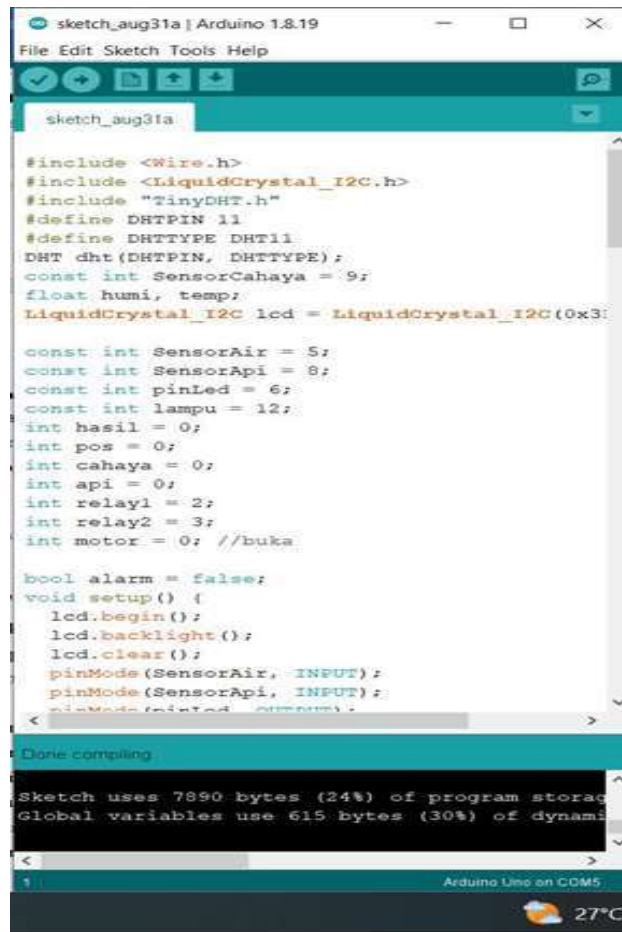 sketch_aug31a | Arduino 1.8.19
File Edit Sketch Tools Help
sketch_aug31a
#include <Wire.h>
#include <LiquidCrystal_I2C.h>
#include "TinyDHT.h"
#define DHTPIN 11
#define DHTTYPE DHT11
DHT dht(DHTPIN, DHTTYPE);
const int SensorCahaya = 9;
float humi, temp;
LiquidCrystal_I2C lcd = LiquidCrystal_I2C(0x3
const int SensorAir = 5;
const int SensorApi = 8;
const int pinLed = 6;
const int lampu = 12;
int hasil = 0;
int pos = 0;
int cahaya = 0;
int api = 0;
int relay1 = 2;
int relay2 = 3;
int motor = 0; //buka
bool alarm = false;
void setup() {
lcd.begin();
lcd.backlight();
lcd.clear();
pinMode(SensorAir, INPUT);
pinMode(SensorApi, INPUT);
pinMode(pinLed, OUTPUT);
Done compiling
Sketch uses 7890 bytes (24%) of program storag
Global variables use 615 bytes (30%) of dynami
1
Arduino Uno on COM5
27°C